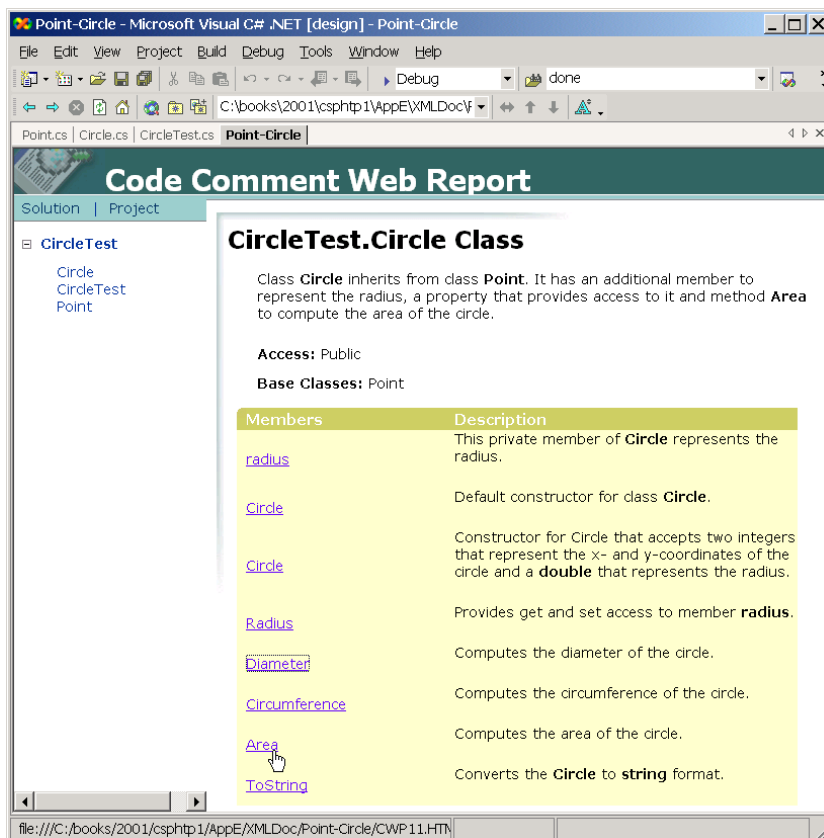 Point-Circle - Microsoft Visual C# .NET [design] - Point-Circle
File Edit View Project Build Debug Tools Window Help
Debug done
C:\books\2001\csphtp1\AppE\XMLDoc\
Point.cs Circle.cs CircleTest.cs Point-Circle
Code Comment Web Report
Solution | Project
CircleTest
Circle
CircleTest
Point
CircleTest.Circle Class
Class Circle inherits from class Point. It has an additional member to
represent the radius, a property that provides access to it and method Area
to compute the area of the circle.
Access: Public
Base Classes: Point
Members Description
radius This private member of Circle represents the
radius.
Circle Default constructor for class Circle.
Circle Constructor for Circle that accepts two integers
that represent the x- and y-coordinates of the
circle and a double that represents the radius.
Radius Provides get and set access to member radius.
Diameter Computes the diameter of the circle.
Circumference Computes the circumference of the circle.
Area Computes the area of the circle.
ToString Converts the Circle to string format.
file:///C:/books/2001/csphtp1/AppE/XMLDoc/Point-Circle/CWP11.HTM